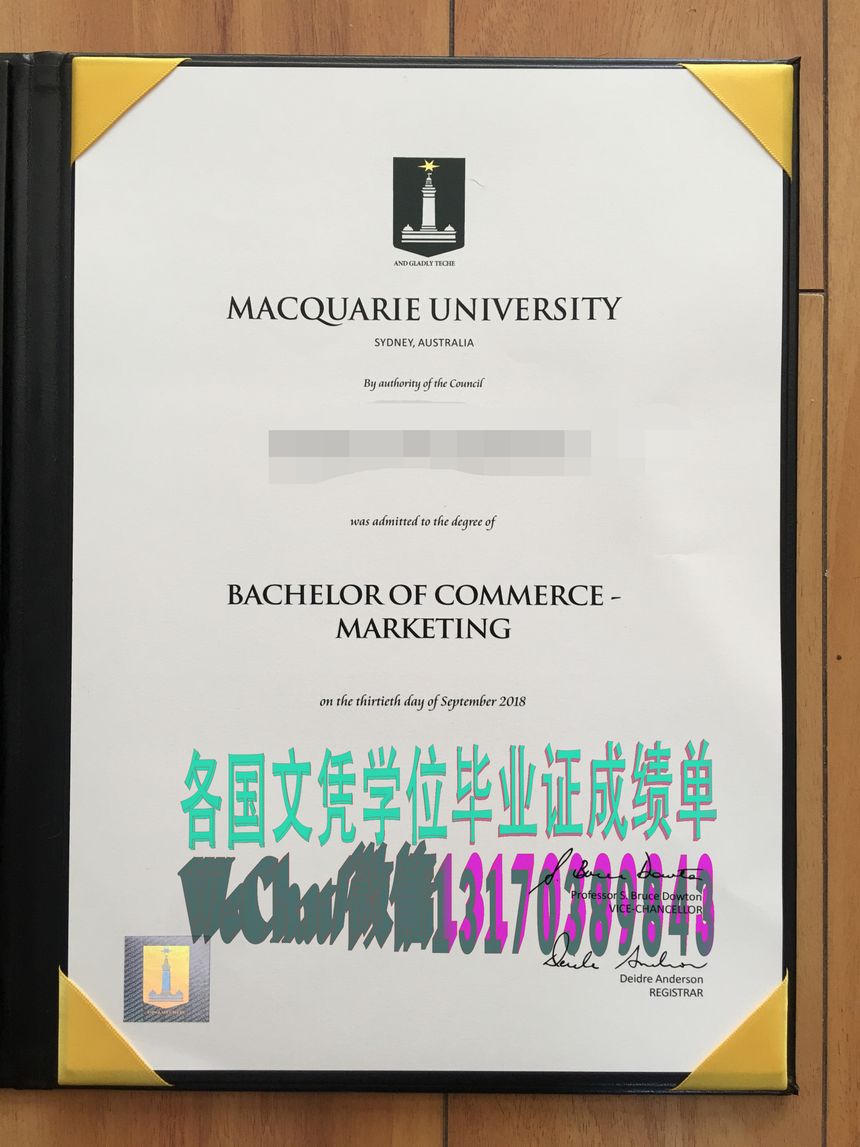 AND GLADLY TECHE
MACQUARIE UNIVERSITY
SYDNEY, AUSTRALIA
By authority of the Council
was admitted to the degree of
BACHELOR OF COMMERCE -
MARKETING
on the thirtieth day of September 2018
各国文凭学位毕业证成绩单
WeChat/微信13170389843
Professor S. Bruce Dowton
VICE-CHANCELLOR
Deidre Anderson
REGISTRAR